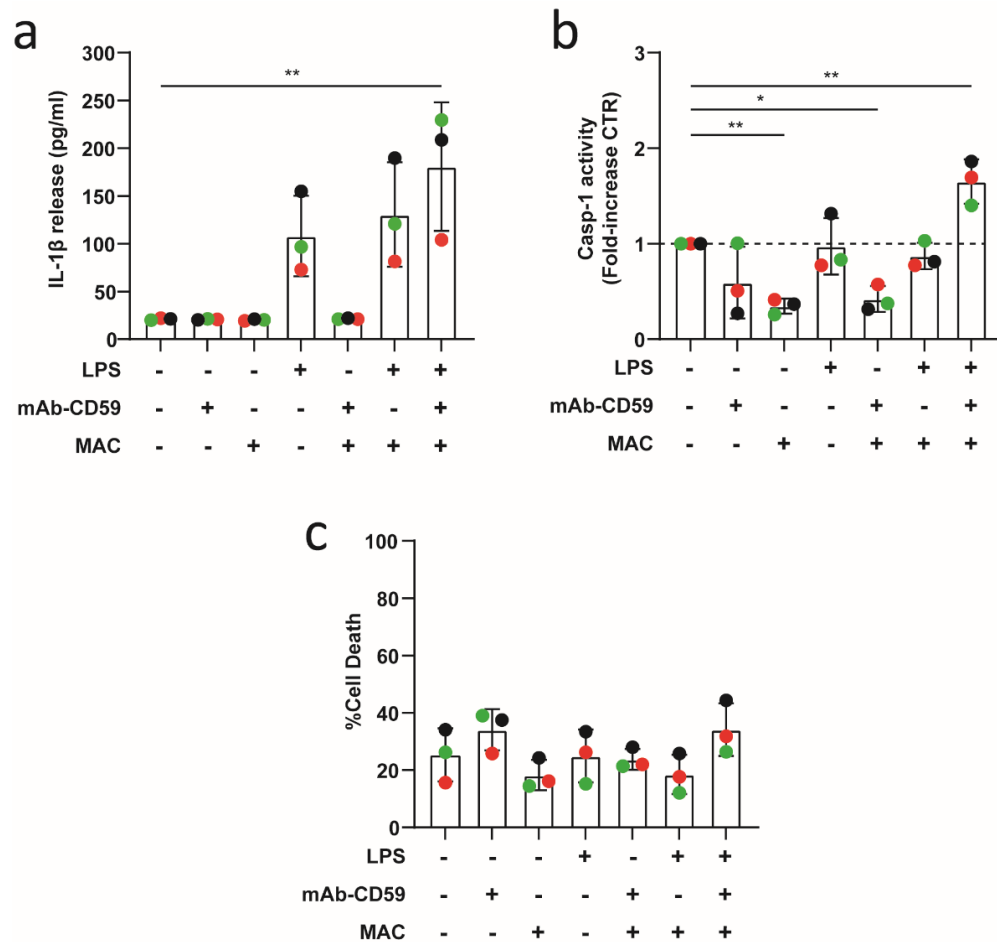 a
300
250
200
150
100
50
0
IL-1β release (pg/ml)
**
LPS - - - + - + +
mAb-CD59 - + - - + - +
MAC - - + - + + +
b
3
2
1
0
Casp-1 activity
(Fold-increase CTR)
**
*
**
LPS - - - + - + +
mAb-CD59 - + - - + - +
MAC - - + - + + +
c
100
80
60
40
20
0
%Cell Death
LPS - - - + - + +
mAb-CD59 - + - - + - +
MAC - - + - + + +